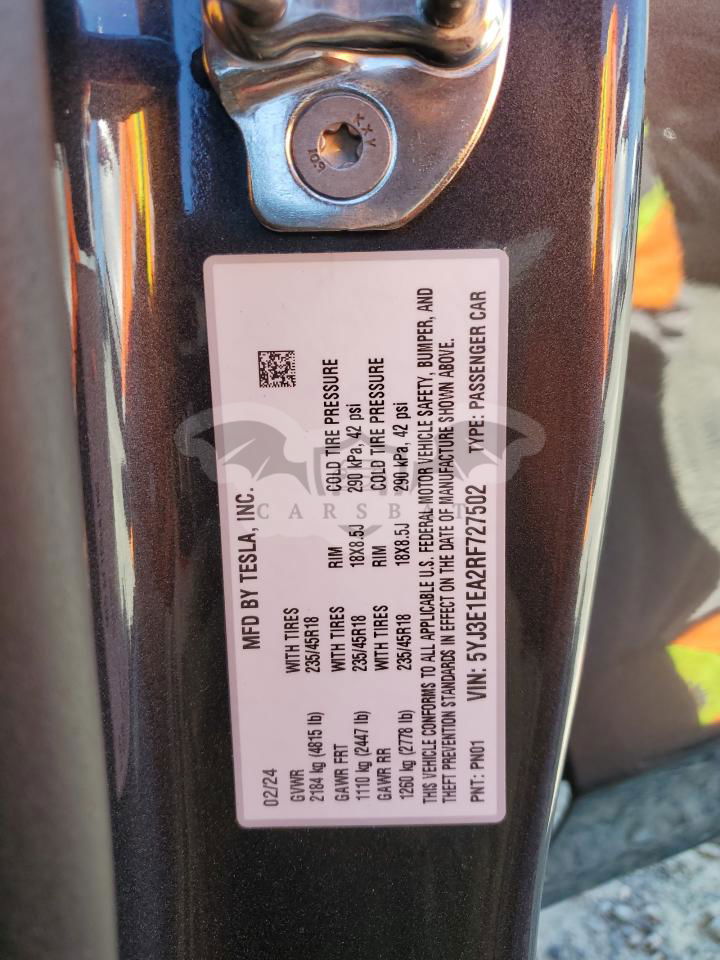 02/24
MFD BY TESLA, INC.
GVWR WITH TIRES RIM COLD TIRE PRESSURE
2184 kg (4815 lb) 235/45R18 18X8.5J 290 kPa, 42 psi
GAWR FRT WITH TIRES RIM COLD TIRE PRESSURE
1110 kg (2447 lb) 235/45R18 18X8.5J 290 kPa, 42 psi
GAWR RR WITH TIRES
1260 kg (2778 lb) 235/45R18
THIS VEHICLE CONFORMS TO ALL APPLICABLE U.S. FEDERAL MOTOR VEHICLE SAFETY, BUMPER, AND
THEFT PREVENTION STANDARDS IN EFFECT ON THE DATE OF MANUFACTURE SHOWN ABOVE.
PNT: PN01 VIN: 5YJ3E1EA2RF727502 TYPE: PASSENGER CAR
CARSBAT
KXY
10.9